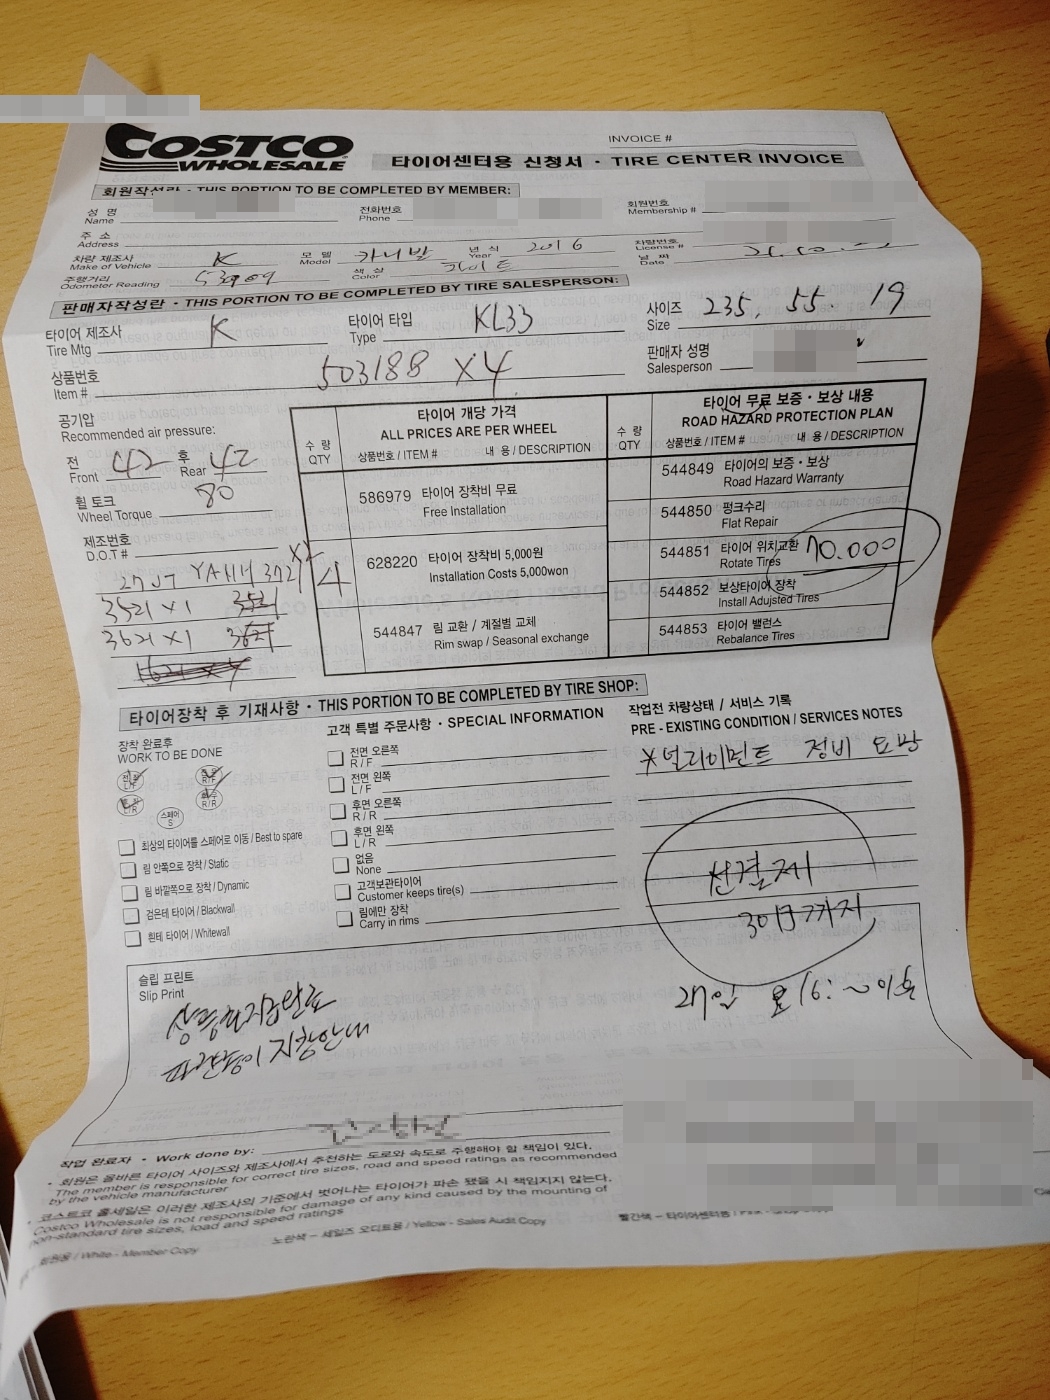 COSTCO
WHOLESALE
INVOICE #
타이어센터용 신청서 · TIRE CENTER INVOICE
회원작성란 · THIS PORTION TO BE COMPLETED BY MEMBER:
성 명
Name
전화번호
Phone
회원번호
Membership #
주 소
Address
차량 제조사 K 모 델 카니발 년 식 2016 차량번호
Make of Vehicle Model Year License #
주행거리 색 상 날 짜
Odometer Reading Color Date
판매자작성란 · THIS PORTION TO BE COMPLETED BY TIRE SALESPERSON:
타이어 제조사 K 타이어 타입 KL33 사이즈 235, 55. 19
Tire Mtg Type Size
상품번호 503188 X4 판매자 성명
Item # Salesperson
공기압
Recommended air pressure:
전 42 후 42
Front Rear
휠 토크 80
Wheel Torque
제조번호
D.O.T #
X2
3521 X1 3521
3621 X1 3621
1621 X4
수 량
QTY
타이어 개당 가격
ALL PRICES ARE PER WHEEL
상품번호 / ITEM # 내 용 / DESCRIPTION
586979 타이어 장착비 무료
Free Installation
4 628220 타이어 장착비 5,000원
Installation Costs 5,000won
544847 림 교환 / 계절별 교체
Rim swap / Seasonal exchange
수 량
QTY
타이어 무료 보증 · 보상 내용
ROAD HAZARD PROTECTION PLAN
상품번호 / ITEM # 내 용 / DESCRIPTION
544849 타이어의 보증 · 보상
Road Hazard Warranty
544850 펑크수리
Flat Repair
544851 타이어 위치교환 70.000
Rotate Tires
544852 보상타이어 장착
Install Adujsted Tires
544853 타이어 밸런스
Rebalance Tires
타이어장착 후 기재사항 · THIS PORTION TO BE COMPLETED BY TIRE SHOP:
장착 완료후
WORK TO BE DONE
L/F
R/F
L/R
R/R
스페어
S
최상의 타이어를 스페어로 이동 / Best to spare
림 안쪽으로 장착 / Static
림 바깥쪽으로 장착 / Dynamic
검은테 타이어 / Blackwall
흰테 타이어 / Whitewall
고객 특별 주문사항 · SPECIAL INFORMATION
전면 오른쪽
R / F
전면 왼쪽
L / F
후면 오른쪽
R / R
후면 왼쪽
L / R
없음
None
고객보관타이어
Customer keeps tire(s)
림에만 장착
Carry in rims
작업전 차량상태 / 서비스 기록
PRE - EXISTING CONDITION / SERVICES NOTES
*얼라이먼트 정비 요망
선결제
30일까지
슬립 프린트
Slip Print
작업 완료자 · Work done by:
· 회원은 올바른 타이어 사이즈와 제조사에서 추천하는 도로와 속도로 주행해야 할 책임이 있다.
The member is responsible for correct tire sizes, road and speed ratings as recommended
by the vehicle manufacturer
· 코스트코 홀세일은 이러한 제조사의 기준에서 벗어나는 타이어가 파손 됐을 시 책임지지 않는다.
Costco Wholesale is not responsible for damage of any kind caused by the mounting of
non-standard tire sizes, load and speed ratings
회원용 / White - Member Copy
노란색 - 세일즈 오디트용 / Yellow - Sales Audit Copy